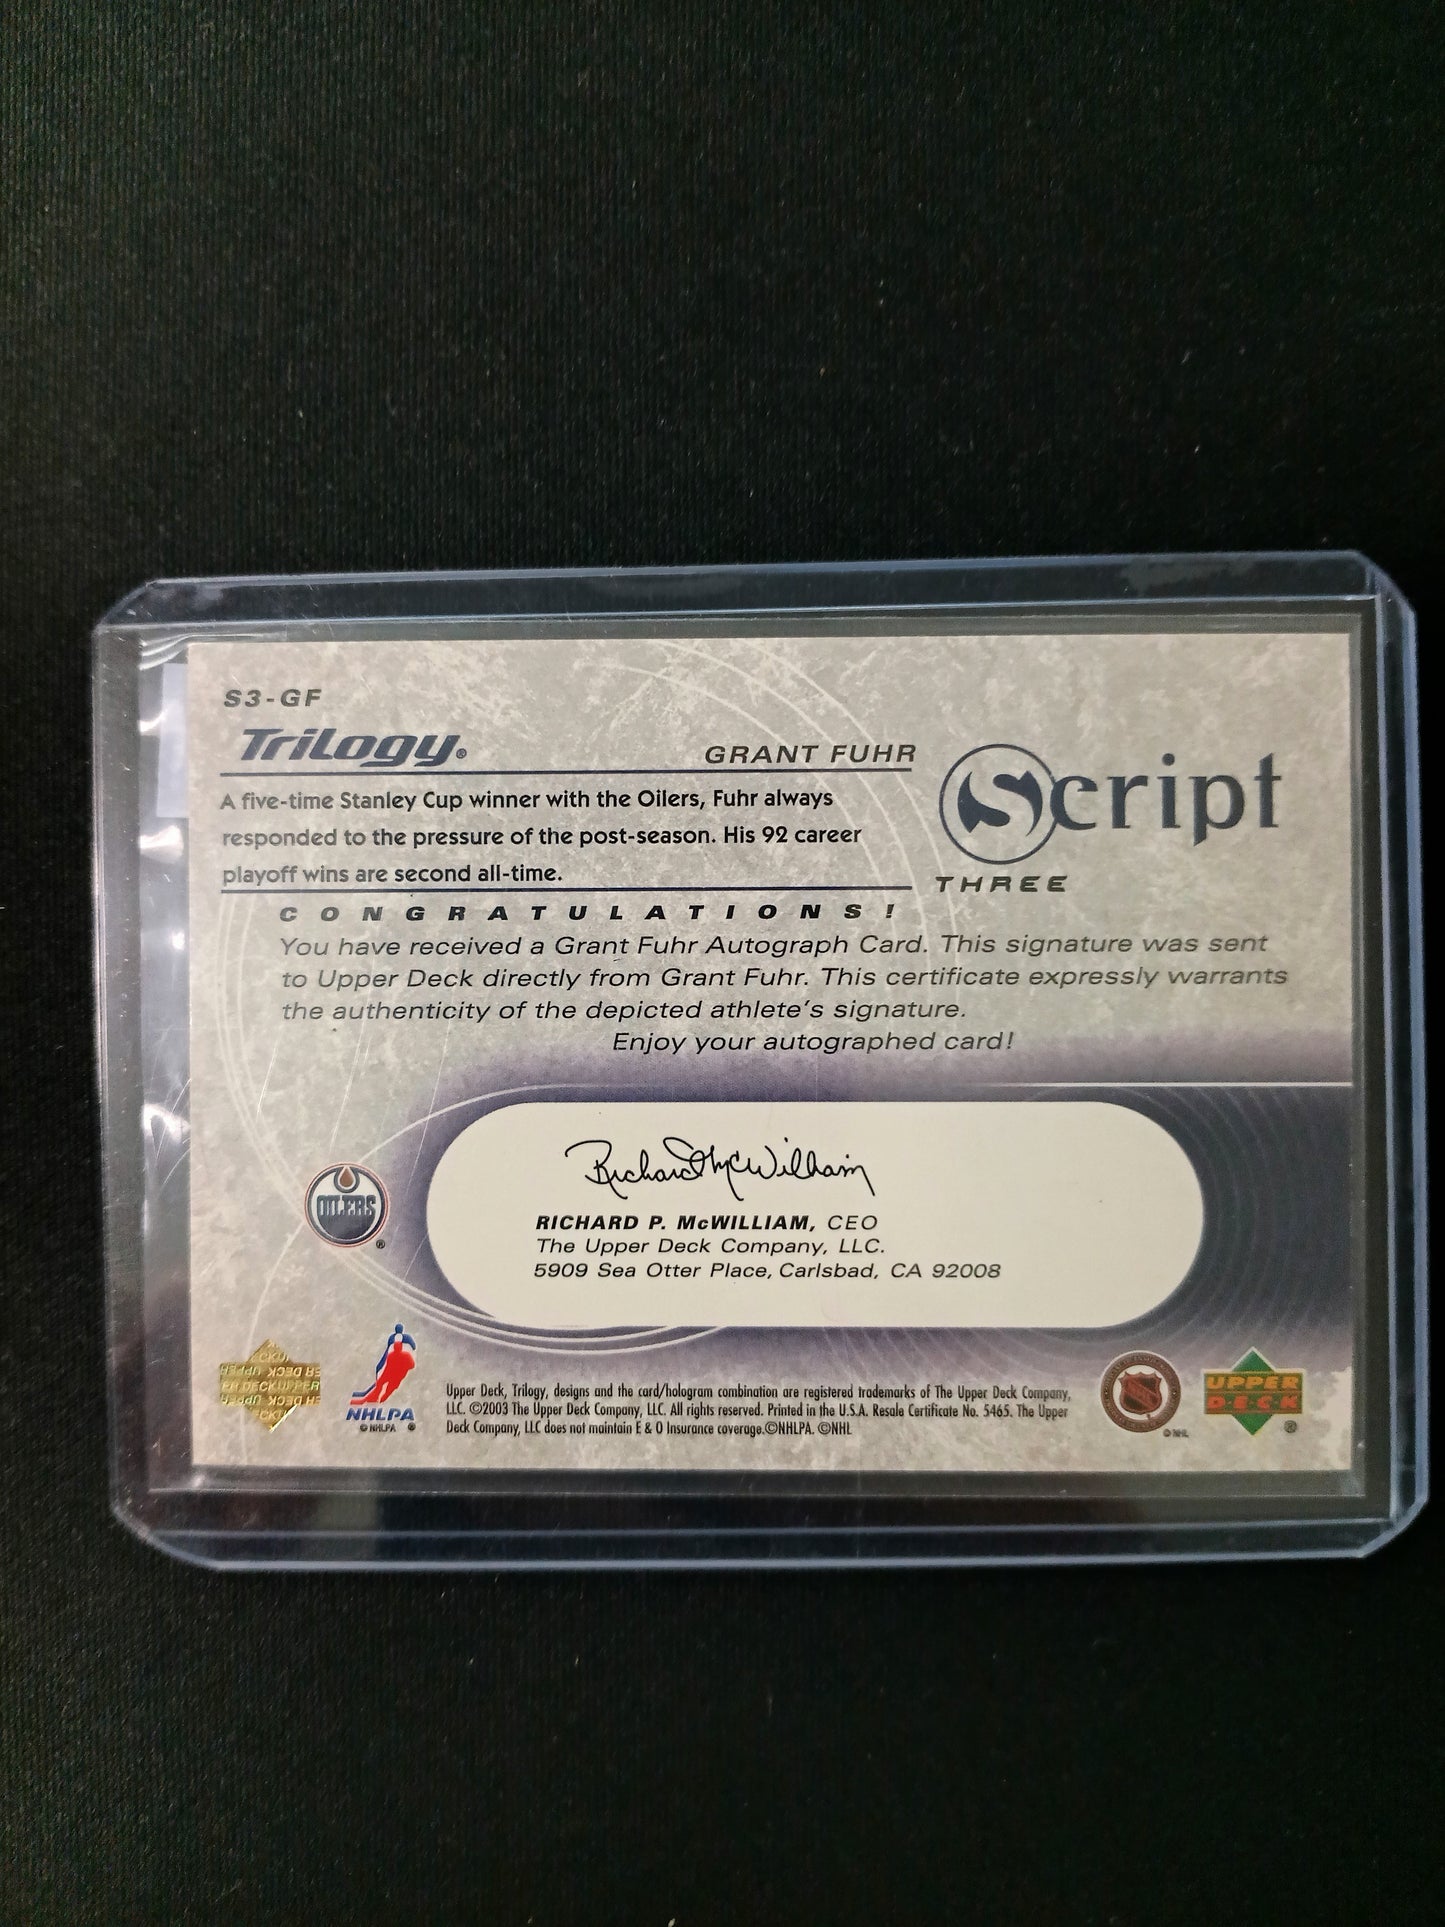 S3-GF
Trilogy®
GRANT FUHR
Script
THREE
A five-time Stanley Cup winner with the Oilers, Fuhr always
responded to the pressure of the post-season. His 92 career
playoff wins are second all-time.
CONGRATULATIONS!
You have received a Grant Fuhr Autograph Card. This signature was sent
to Upper Deck directly from Grant Fuhr. This certificate expressly warrants
the authenticity of the depicted athlete's signature.
Enjoy your autographed card!
Richard McWilliam
RICHARD P. McWILLIAM, CEO
The Upper Deck Company, LLC.
5909 Sea Otter Place, Carlsbad, CA 92008
OILERS
®
NHLPA
© NHLPA ®
Upper Deck, Trilogy, designs and the card/hologram combination are registered trademarks of The Upper Deck Company,
LLC. ©2003 The Upper Deck Company, LLC. All rights reserved. Printed in the U.S.A. Resale Certificate No. 5465. The Upper
Deck Company, LLC does not maintain E & O Insurance coverage.©NHLPA. ©NHL
© NHL
UPPER
DECK
®